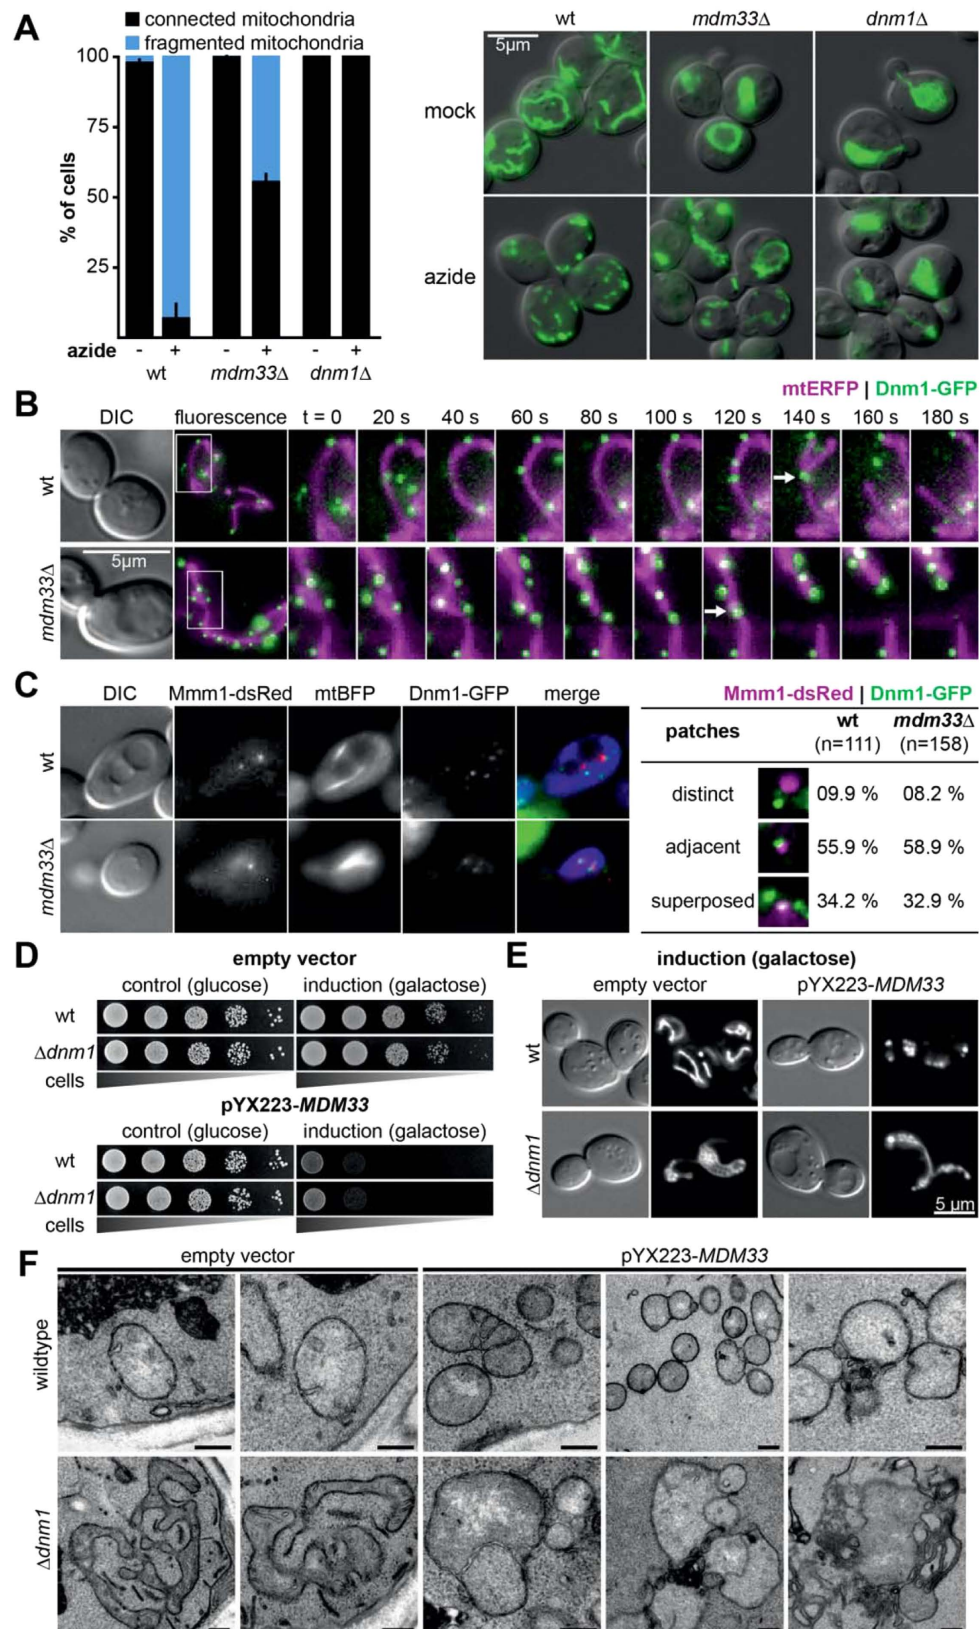 A
connected mitochondria
fragmented mitochondria
100
75
50
25
% of cells
azide - + - + - +
wt mdm33Δ dnm1Δ
wt mdm33Δ dnm1Δ
5μm
mock
azide
B
mtERFP | Dnm1-GFP
DIC fluorescence t = 0 20 s 40 s 60 s 80 s 100 s 120 s 140 s 160 s 180 s
wt
5μm
mdm33Δ
C
DIC Mmm1-dsRed mtBFP Dnm1-GFP merge
wt
mdm33Δ
Mmm1-dsRed | Dnm1-GFP
patches wt mdm33Δ
(n=111) (n=158)
distinct 09.9 % 08.2 %
adjacent 55.9 % 58.9 %
superposed 34.2 % 32.9 %
D
empty vector
control (glucose) induction (galactose)
wt
Δdnm1
cells
pYX223-MDM33
control (glucose) induction (galactose)
wt
Δdnm1
cells
E
induction (galactose)
empty vector pYX223-MDM33
wt
Δdnm1
5 μm
F
empty vector pYX223-MDM33
wildtype
Δdnm1